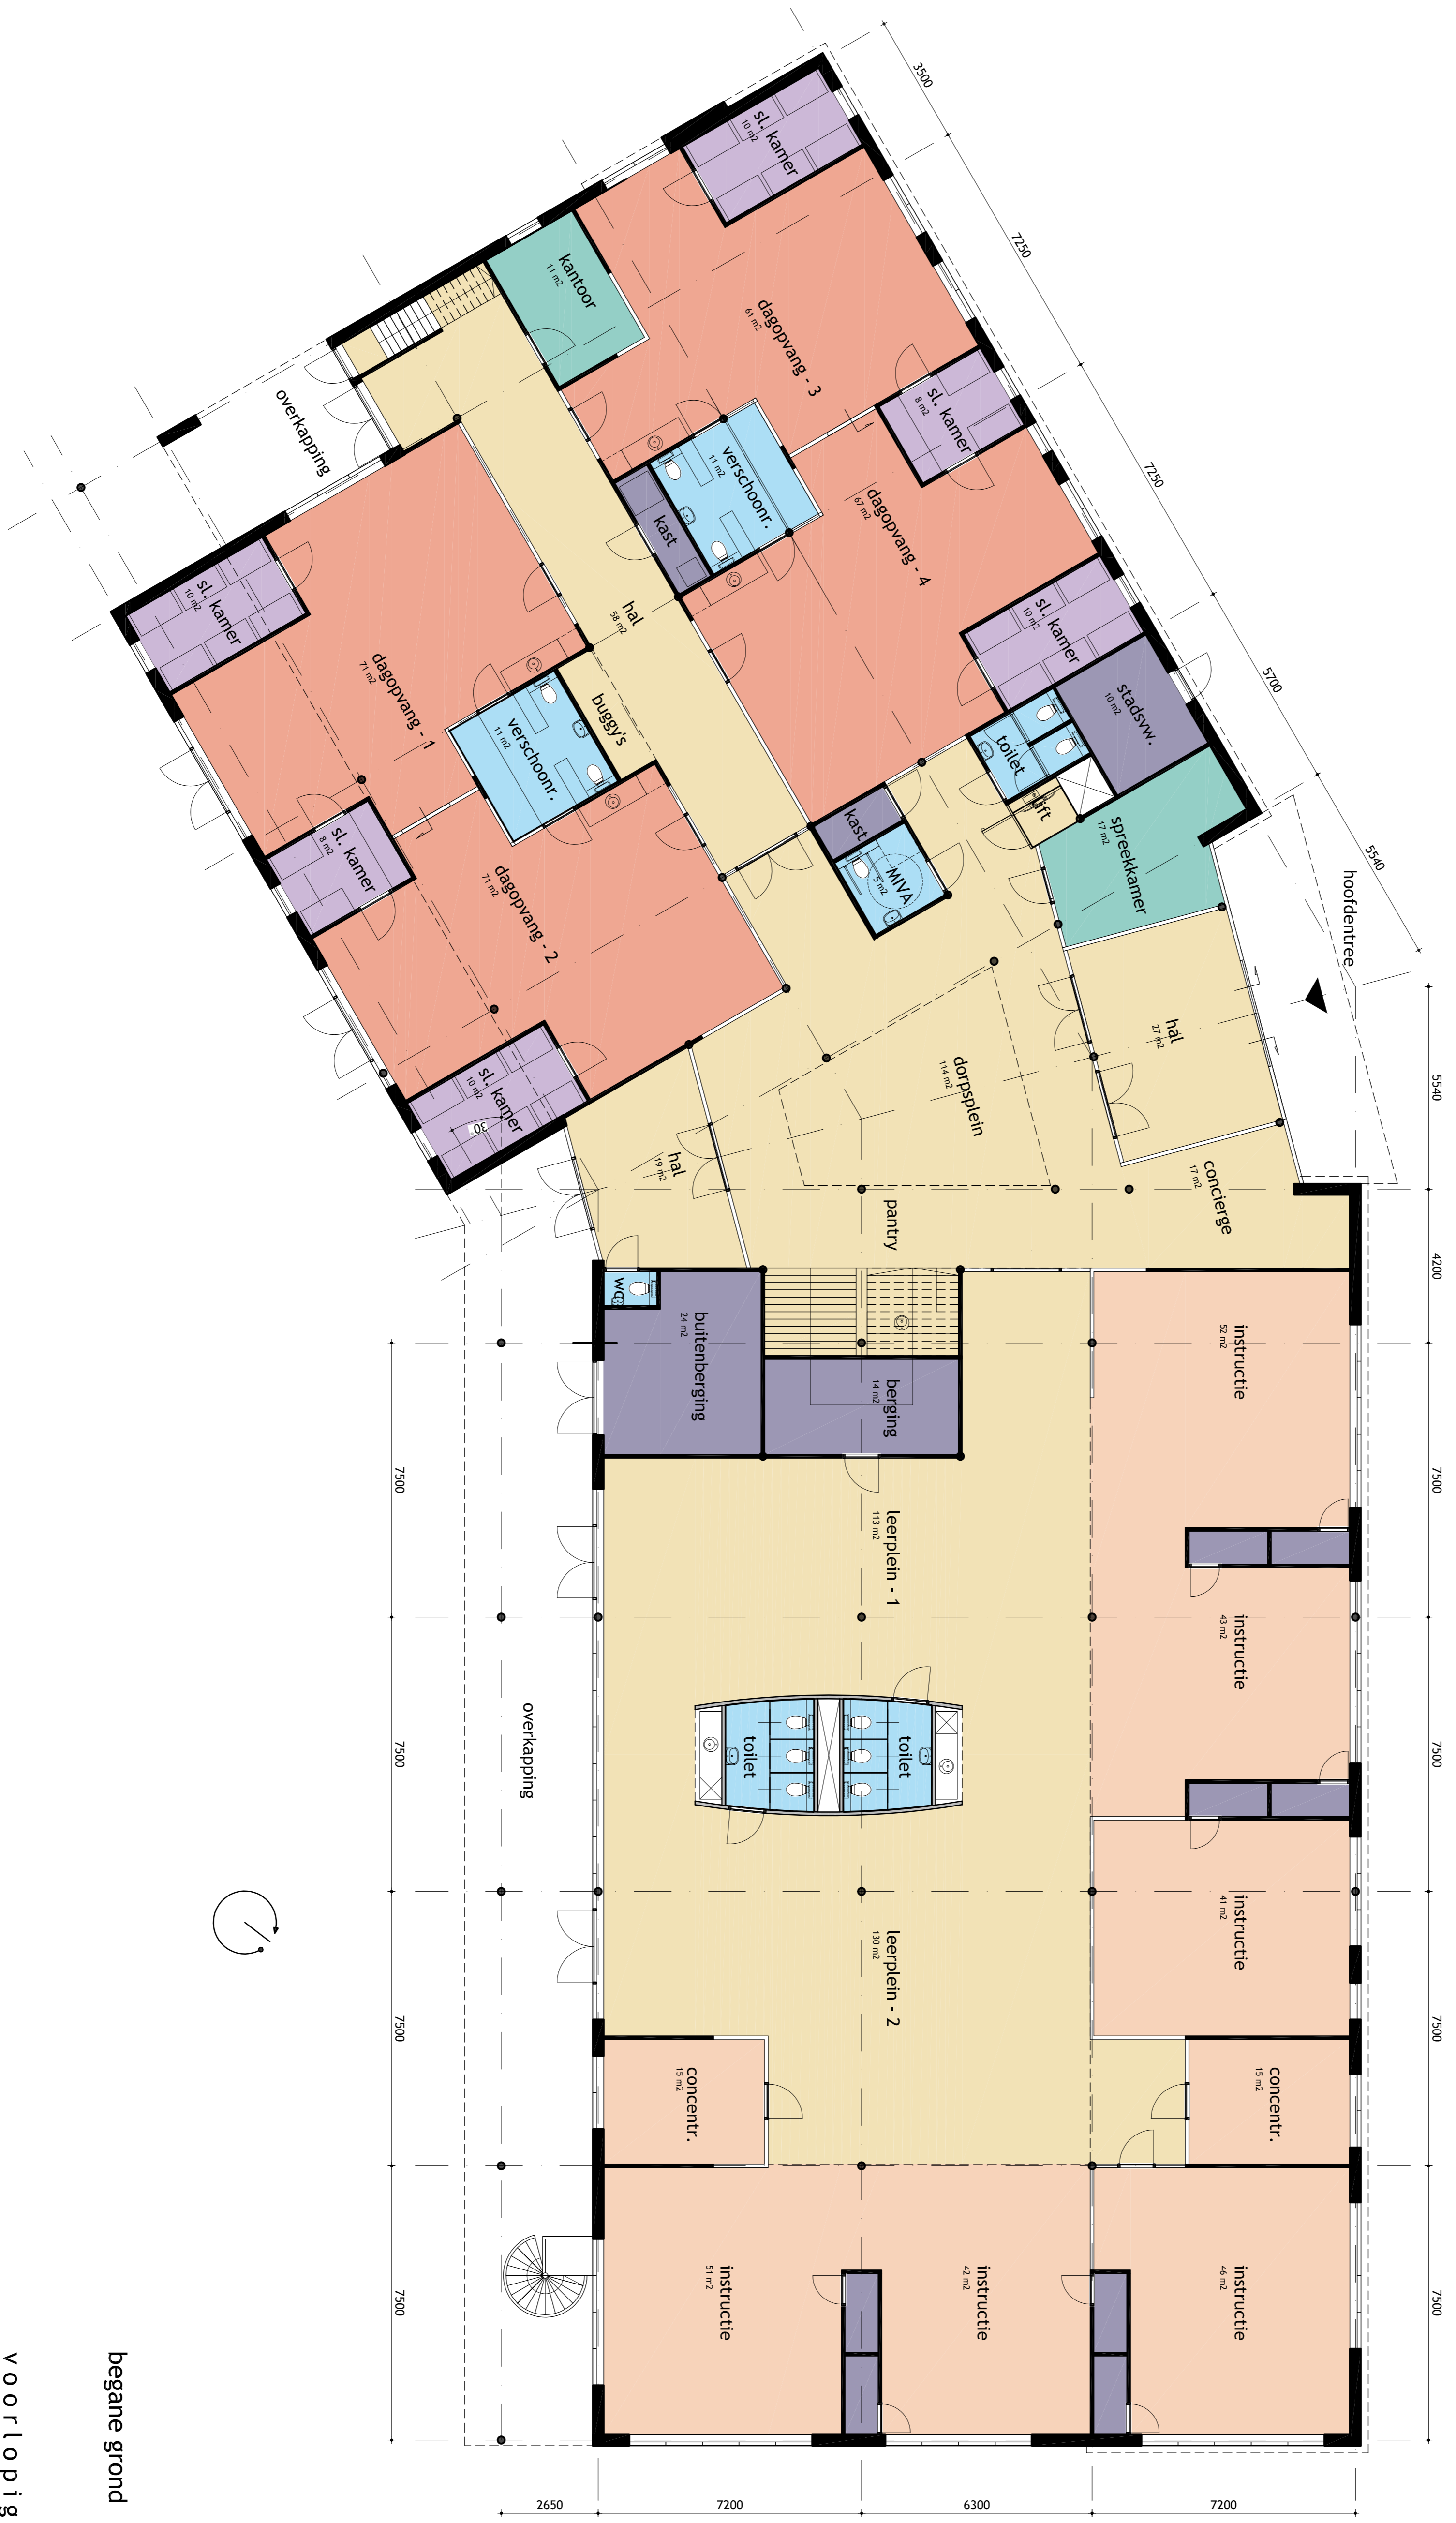 3500
7250
7250
5700
5540
5540
4200
7500
7500
7500
7500
sl. kamer
10 m2
kantoor
11 m2
dagopvang - 3
61 m2
sl. kamer
8 m2
verschoonr.
11 m2
kast
dagopvang - 4
67 m2
sl. kamer
10 m2
stadsvw.
10 m2
toilet
lift
spreekkamer
17 m2
hoofdentree
overkapping
hal
58 m2
buggy's
sl. kamer
10 m2
dagopvang - 1
71 m2
verschoonr.
11 m2
sl. kamer
8 m2
dagopvang - 2
71 m2
sl. kamer
10 m2
30°
kast
MIVA
5 m2
hal
27 m2
dorpsplein
114 m2
concierge
17 m2
hal
19 m2
pantry
wc
buitenberging
24 m2
berging
14 m2
instructie
52 m2
leerplein - 1
113 m2
instructie
43 m2
toilet
toilet
overkapping
instructie
41 m2
leerplein - 2
130 m2
concentr.
15 m2
concentr.
15 m2
instructie
51 m2
instructie
42 m2
instructie
46 m2
7500
7500
7500
7500
2650
7200
6300
7200
begane grond
voorlopig